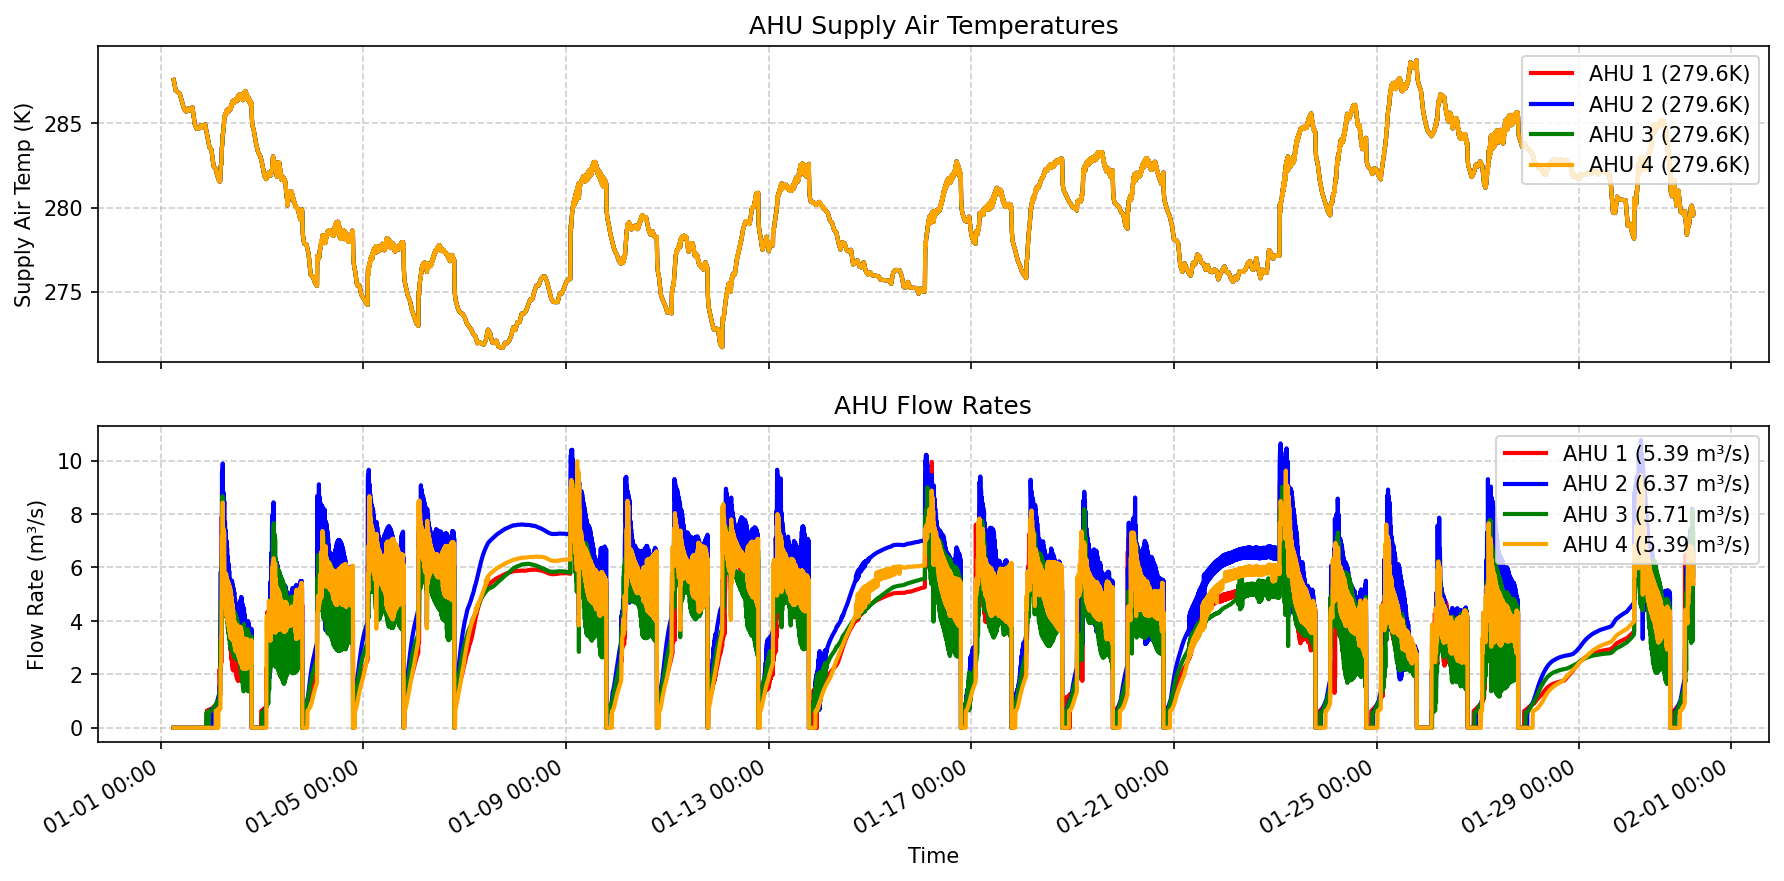 AHU Supply Air Temperatures
Supply Air Temp (K)
285
280
275
AHU 1 (279.6K)
AHU 2 (279.6K)
AHU 3 (279.6K)
AHU 4 (279.6K)
AHU Flow Rates
Flow Rate (m³/s)
10
8
6
4
2
0
AHU 1 (5.39 m³/s)
AHU 2 (6.37 m³/s)
AHU 3 (5.71 m³/s)
AHU 4 (5.39 m³/s)
01-01 00:00
01-05 00:00
01-09 00:00
01-13 00:00
01-17 00:00
01-21 00:00
01-25 00:00
01-29 00:00
02-01 00:00
Time